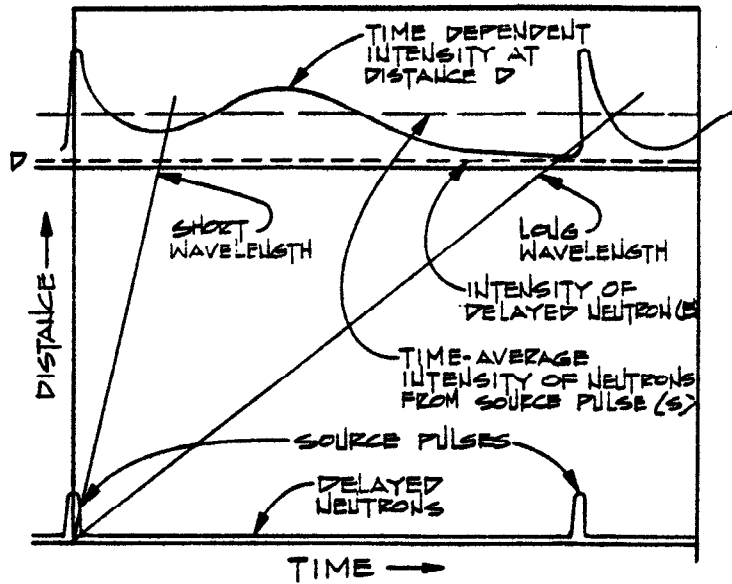 TIME DEPENDENT
INTENSITY AT
DISTANCE D
D
SHORT
WAVELENGTH
LONG
WAVELENGTH
INTENSITY OF
DELAYED NEUTRON (B)
TIME-AVERAGE
INTENSITY OF NEUTRONS
FROM SOURCE PULSE (S)
DISTANCE
SOURCE PULSES
DELAYED
NEUTRONS
TIME